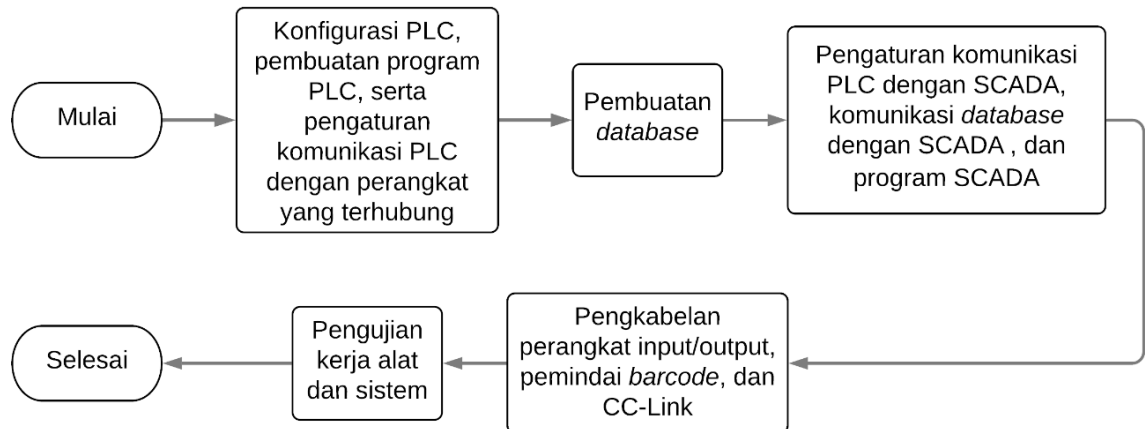 Mulai
Konfigurasi PLC,
pembuatan program
PLC, serta
pengaturan
komunikasi PLC
dengan perangkat
yang terhubung
Pembuatan
database
Pengaturan komunikasi
PLC dengan SCADA,
komunikasi database
dengan SCADA , dan
program SCADA
Pengkabelan
perangkat input/output,
pemindai barcode, dan
CC-Link
Pengujian
kerja alat
dan sistem
Selesai